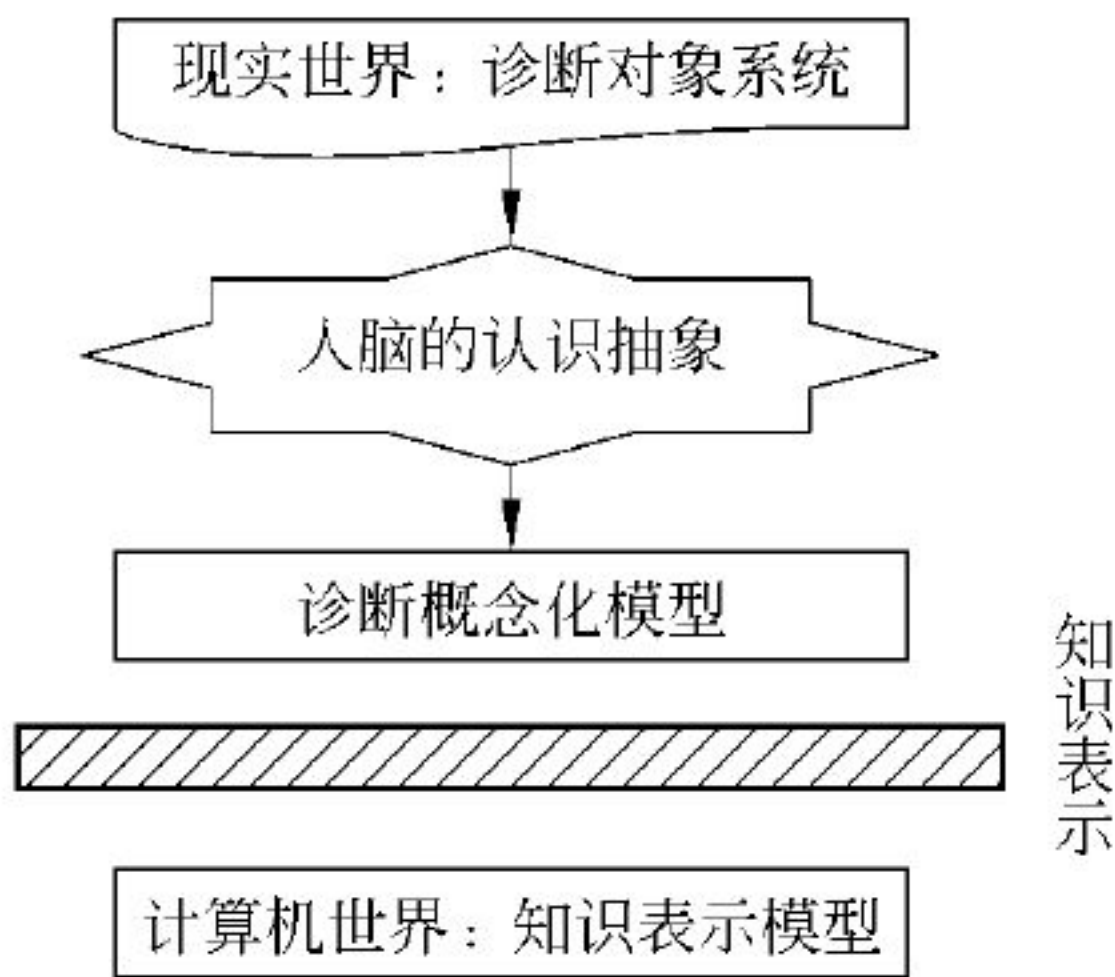 现实世界：诊断对象系统
人脑的认识抽象
诊断概念化模型
知识表示
计算机世界：知识表示模型